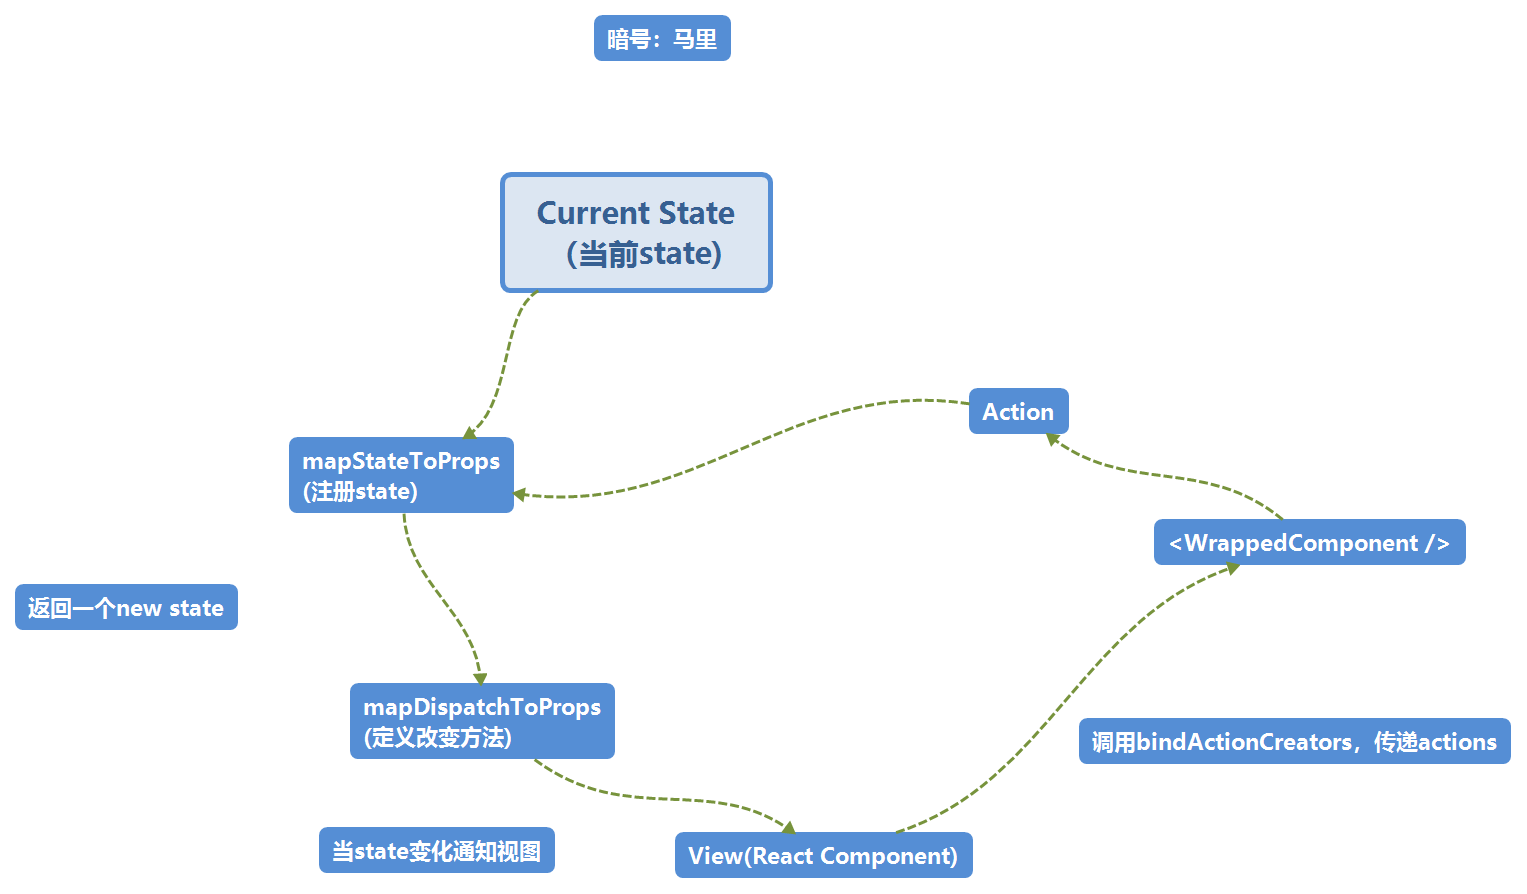 暗号：马里
Current State
（当前state）
Action
mapStateToProps
(注册state)
<WrappedComponent />
返回一个new state
mapDispatchToProps
(定义改变方法)
调用bindActionCreators，传递actions
当state变化通知视图
View(React Component)